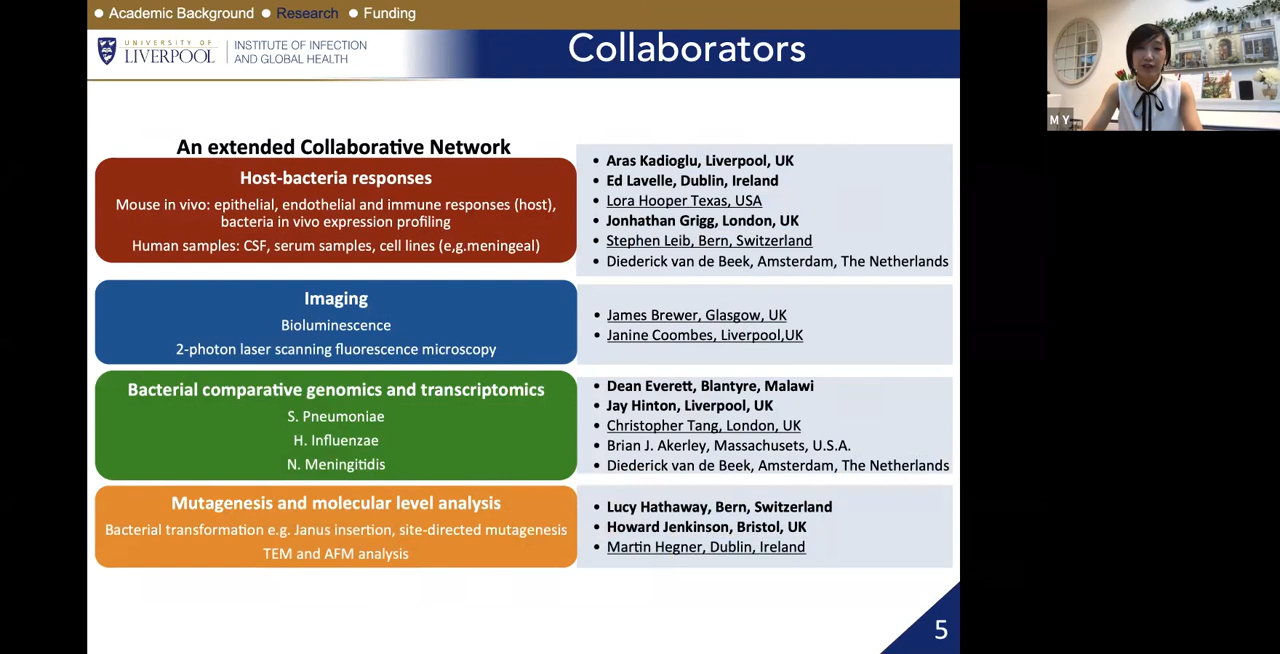 ● Academic Background ● Research ● Funding
UNIVERSITY OF
LIVERPOOL
INSTITUTE OF INFECTION
AND GLOBAL HEALTH
Collaborators
M Y
An extended Collaborative Network
Host-bacteria responses
Mouse in vivo: epithelial, endothelial and immune responses (host),
bacteria in vivo expression profiling
Human samples: CSF, serum samples, cell lines (e,g.meningeal)
• Aras Kadioglu, Liverpool, UK
• Ed Lavelle, Dublin, Ireland
• Lora Hooper Texas, USA
• Jonhathan Grigg, London, UK
• Stephen Leib, Bern, Switzerland
• Diederick van de Beek, Amsterdam, The Netherlands
Imaging
Bioluminescence
2-photon laser scanning fluorescence microscopy
• James Brewer, Glasgow, UK
• Janine Coombes, Liverpool,UK
Bacterial comparative genomics and transcriptomics
S. Pneumoniae
H. Influenzae
N. Meningitidis
• Dean Everett, Blantyre, Malawi
• Jay Hinton, Liverpool, UK
• Christopher Tang, London, UK
• Brian J. Akerley, Massachusets, U.S.A.
• Diederick van de Beek, Amsterdam, The Netherlands
Mutagenesis and molecular level analysis
Bacterial transformation e.g. Janus insertion, site-directed mutagenesis
TEM and AFM analysis
• Lucy Hathaway, Bern, Switzerland
• Howard Jenkinson, Bristol, UK
• Martin Hegner, Dublin, Ireland
5